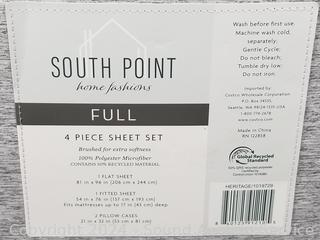 SOUTH POINT
home fashions
FULL
4 PIECE SHEET SET
Brushed for extra softness
100% Polyester Microfiber
CONTAINS 50% RECYCLED MATERIAL
1 FLAT SHEET
81 in x 96 in (206 cm x 244 cm)
1 FITTED SHEET
54 in x 76 in (137 cm x 193 cm)
Fits mattresses up to 17 in (43 cm) deep
2 PILLOW CASES
21 in x 32 in (53 cm x 81 cm)
Wash before first use.
Machine wash cold,
separately;
Gentle Cycle;
Do not bleach;
Tumble dry low;
Do not iron.
Imported by:
Costco Wholesale Corporation
P.O. Box 34535,
Seattle, WA 98124-1535 USA
1-800-774-2678
www.costco.com
Made in China
RN 122858
Global Recycled
Standard
HERITAGE/1019729